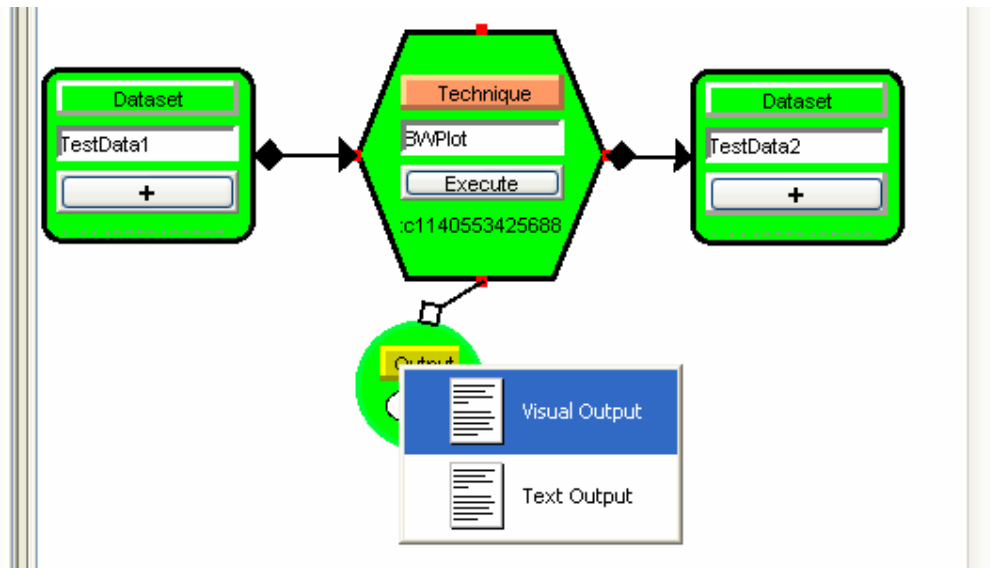 Dataset
TestData1
+
Technique
BWPlot
Execute
:c1140553425688
Dataset
TestData2
+
Output
Visual Output
Text Output